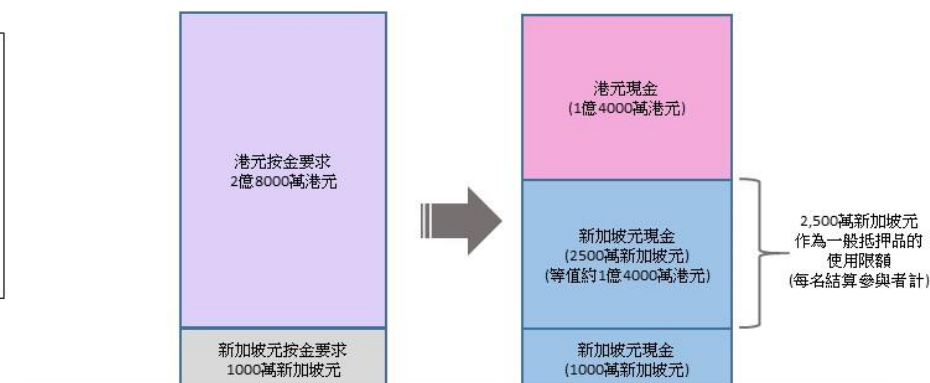 港元按金要求
2億8000萬港元
新加坡元按金要求
1000萬新加坡元
港元現金
(1億4000萬港元)
新加坡元現金
(2500萬新加坡元)
(等值約1億4000萬港元)
新加坡元現金
(1000萬新加坡元)
2,500萬新加坡元
作為一般抵押品的
使用限額
(每名結算參與者計)